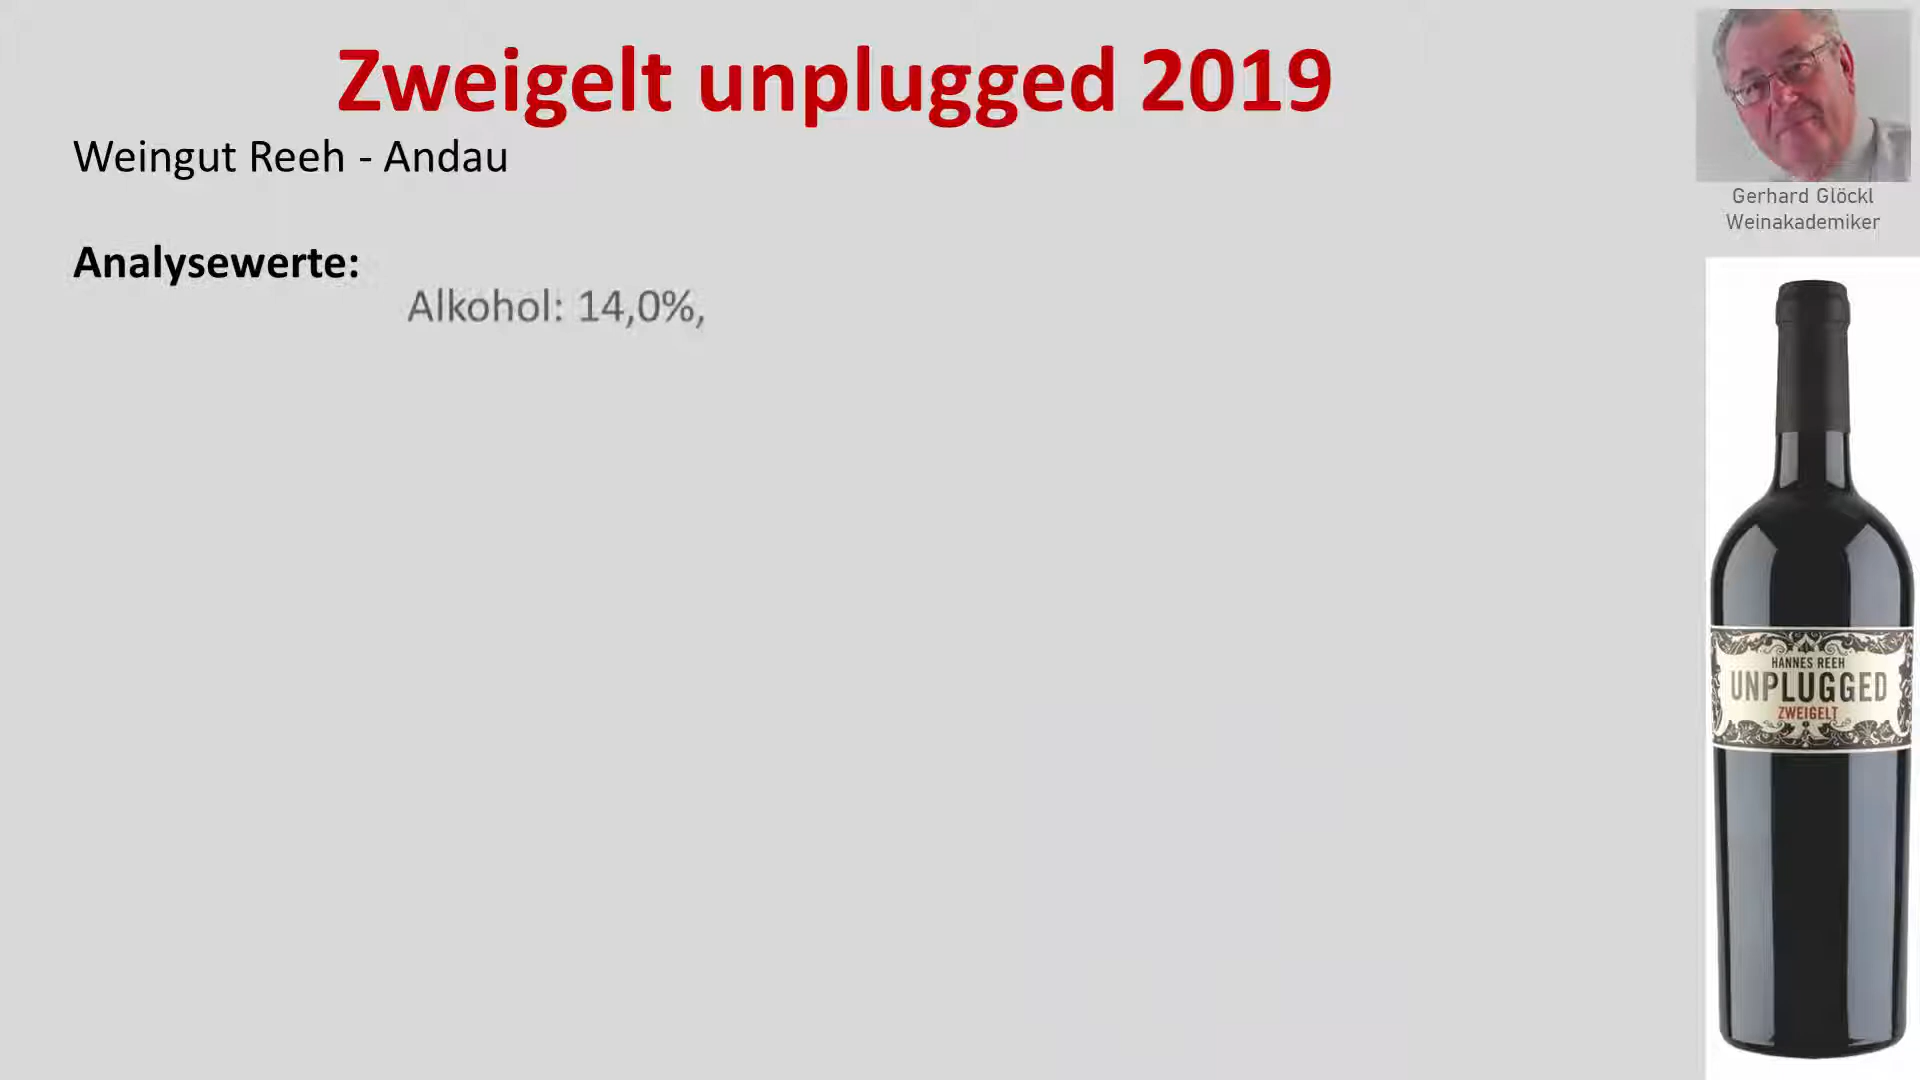 Zweigelt unplugged 2019
Weingut Reeh - Andau
Gerhard Glöckl
Weinakademiker
Analysewerte:
Alkohol: 14,0%,
HANNES REEH
UNPLUGGED
ZWEIGELT